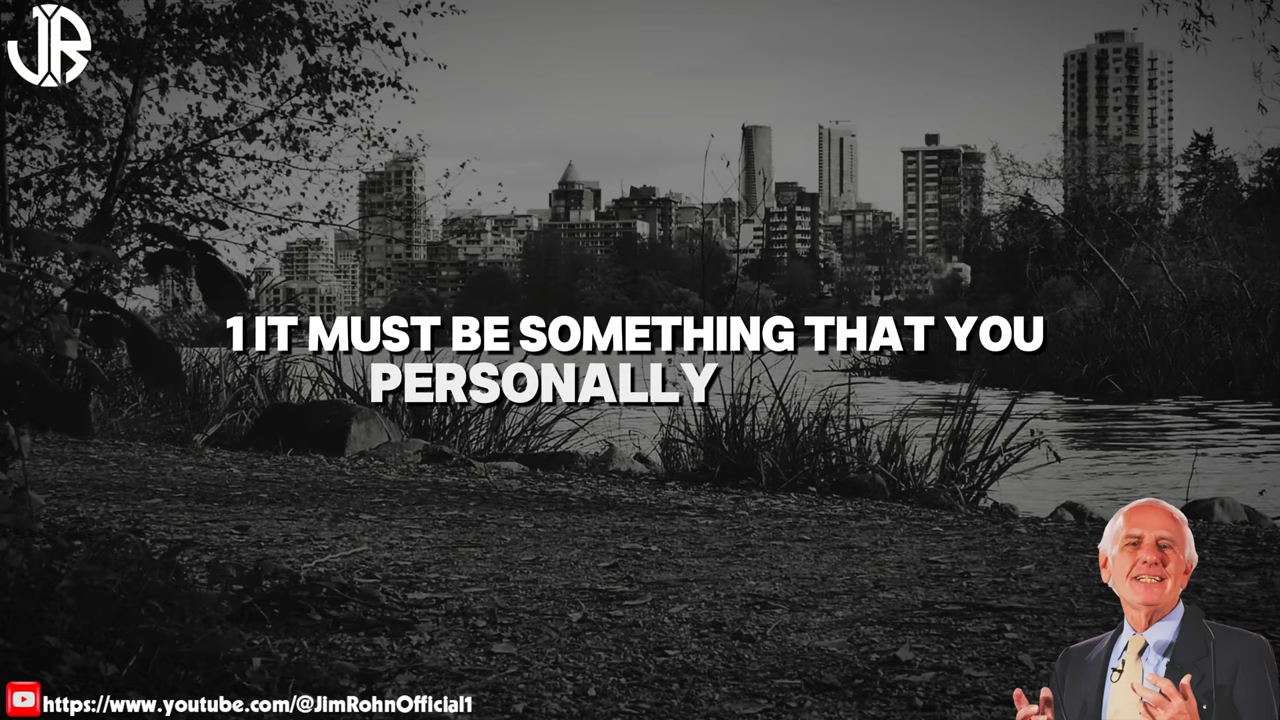 JR
1 IT MUST BE SOMETHING THAT YOU
PERSONALLY
https://www.youtube.com/@JimRohnOfficial1